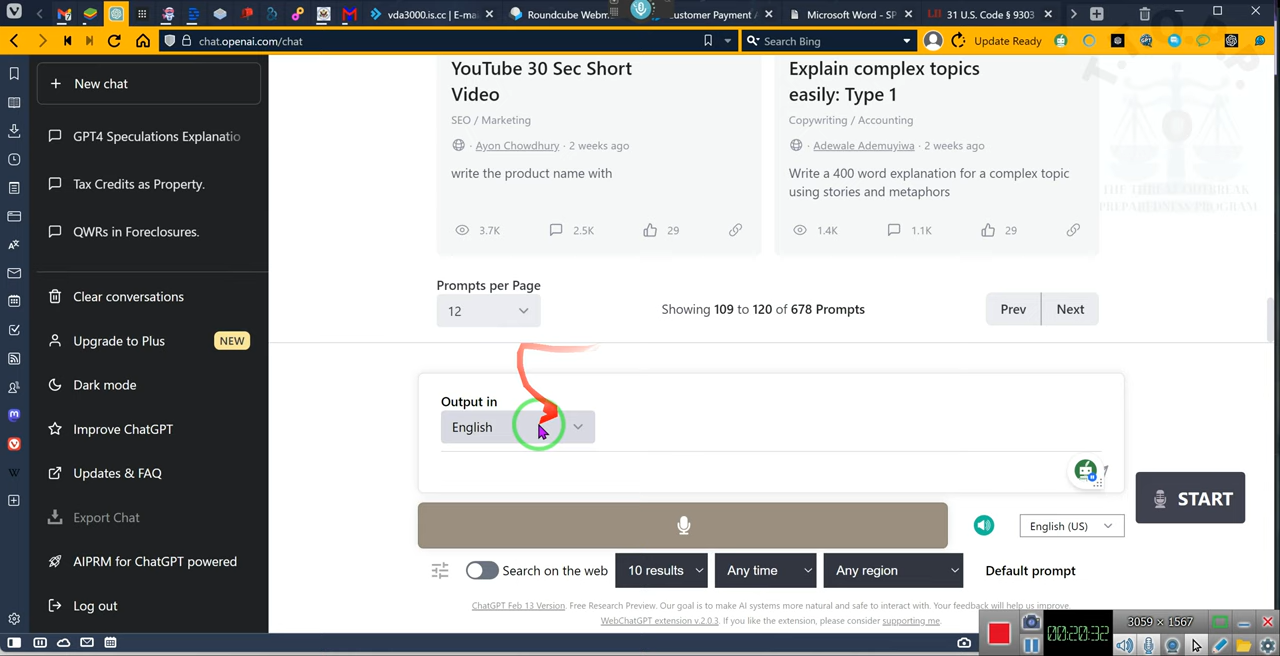 vda3000.is.cc | E-ma
Roundcube Webm
ustomer Payment A
Microsoft Word - SP
LII 31 U.S. Code § 9303
chat.openai.com/chat
Search Bing
Update Ready
New chat
GPT4 Speculations Explanatio
Tax Credits as Property.
QWRs in Foreclosures.
Clear conversations
Upgrade to Plus
NEW
Dark mode
Improve ChatGPT
Updates & FAQ
Export Chat
AIPRM for ChatGPT powered
Log out
YouTube 30 Sec Short
Video
SEO / Marketing
· Ayon Chowdhury · 2 weeks ago
write the product name with
3.7K
2.5K
29
Explain complex topics
easily: Type 1
Copywriting / Accounting
· Adewale Ademuyiwa · 2 weeks ago
Write a 400 word explanation for a complex topic
using stories and metaphors
1.4K
1.1K
29
THE THREAT OUTBREAK
PREPAREDNESS PROGRAM
Prompts per Page
12
Showing 109 to 120 of 678 Prompts
Prev
Next
Output in
English
START
English (US)
Search on the web
10 results
Any time
Any region
Default prompt
ChatGPT Feb 13 Version. Free Research Preview. Our goal is to make AI systems more natural and safe to interact with. Your feedback will help us improve.
WebChatGPT extension v.2.0.3. If you like the extension, please consider supporting me.
00:20:32
3059 × 1567